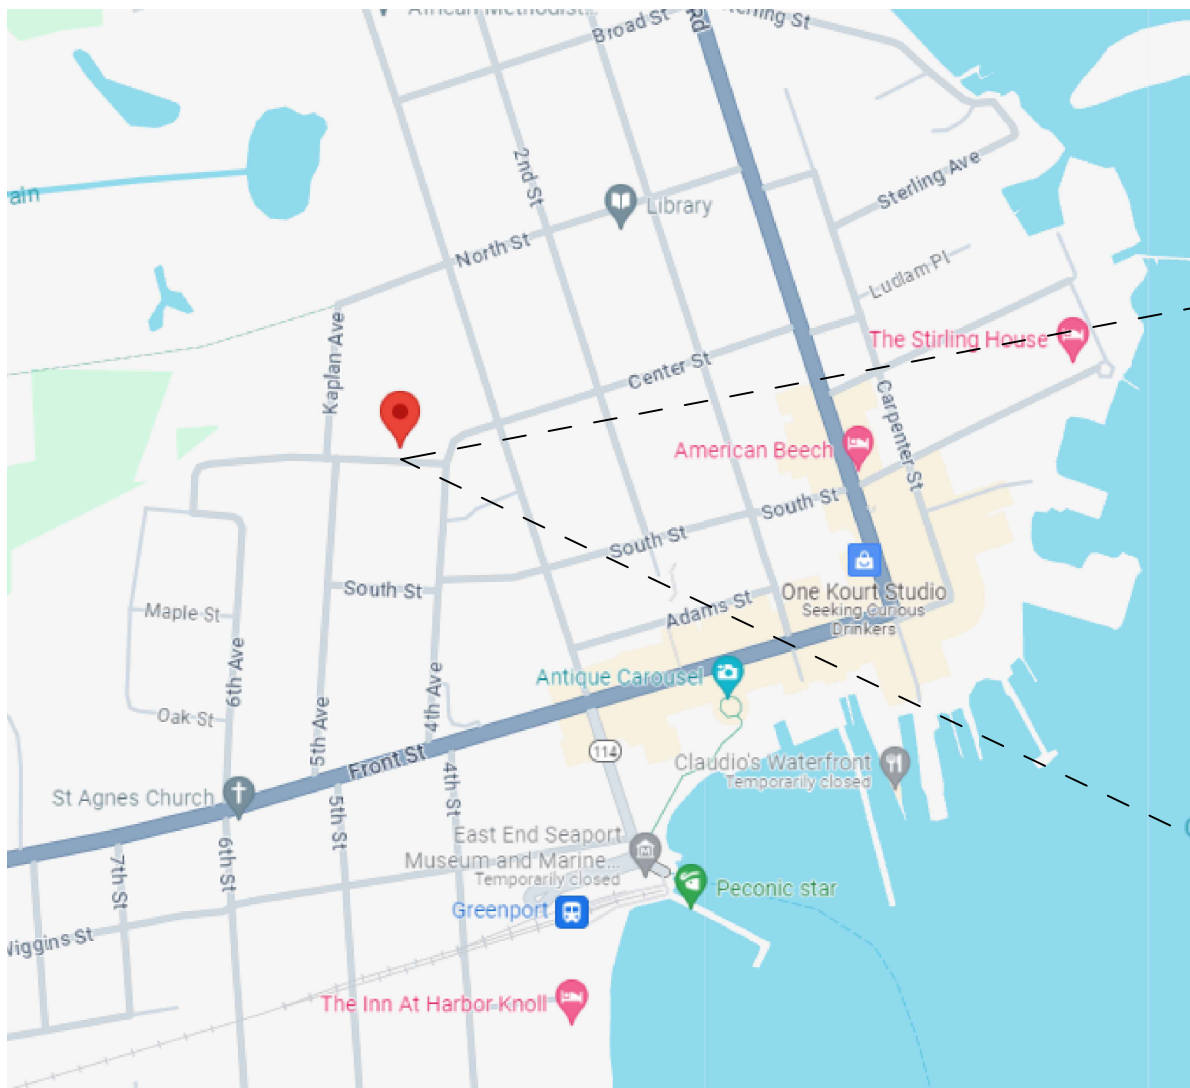 Broad St
Rd
ain
2nd St
Library
Sterling Ave
North St
Ludlam Pl
Kaplan Ave
The Stirling House
Center St
Carpenter St
American Beech
South St
South St
South St
One Kourt Studio
Seeking Curious
Drinkers
Maple St
Adams St
6th Ave
4th Ave
Antique Carousel
5th Ave
Oak St
114
Front St
Claudio's Waterfront
Temporarily closed
St Agnes Church
4th St
5th St
East End Seaport
Museum and Marine...
Temporarily closed
6th St
7th St
Peconic star
Greenport
Wiggins St
The Inn At Harbor Knoll